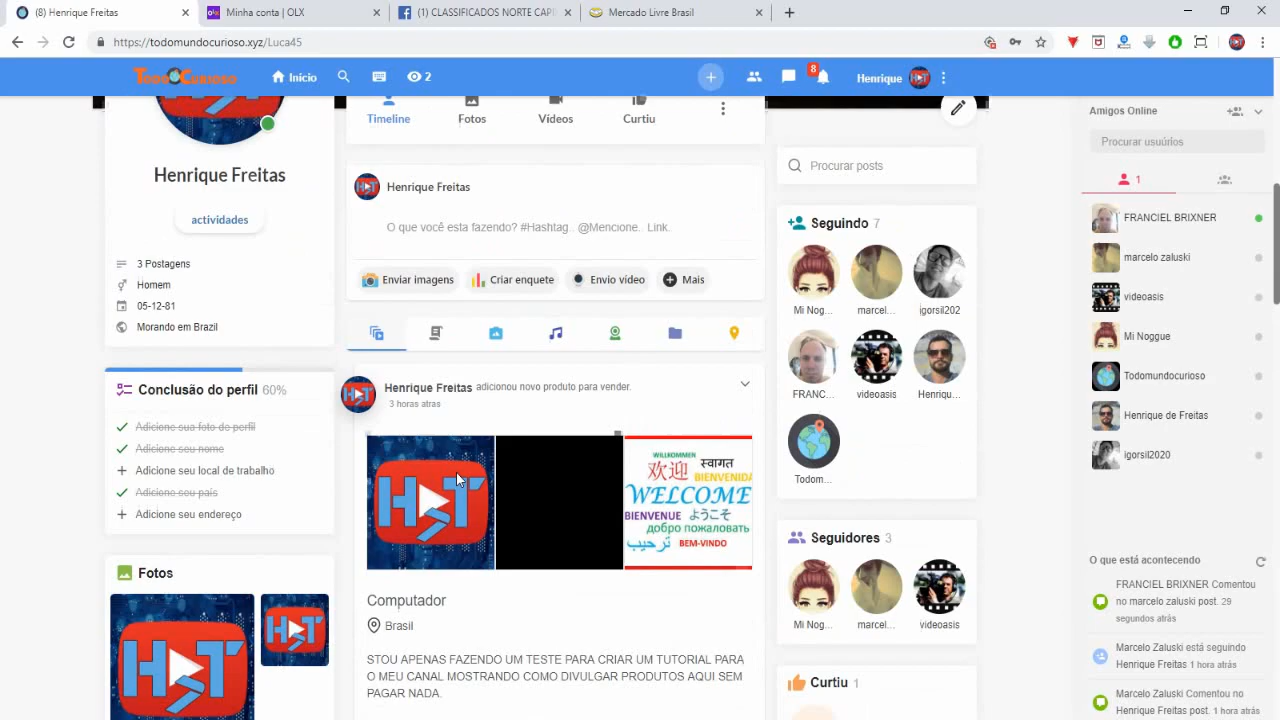 (8) Henrique Freitas
Minha conta | OLX
(1) CLASSIFICADOS NORTE CAPI
Mercado Livre Brasil
https://todomundocurioso.xyz/Luca45
TodoCurioso
Início
2
8
Henrique
Timeline
Fotos
Vídeos
Curtiu
Henrique Freitas
actividades
3 Postagens
Homem
05-12-81
Morando em Brazil
Conclusão do perfil 60%
Adicione sua foto de perfil
Adicione seu nome
Adicione seu local de trabalho
Adicione seu país
Adicione seu endereço
Fotos
HST
HST
Henrique Freitas
O que você esta fazendo? #Hashtag.. @Mencione.. Link..
Enviar imagens
Criar enquete
Envio vídeo
Mais
Henrique Freitas adicionou novo produto para vender.
3 horas atras
HST
WILLKOMMEN
欢迎
स्वागत
BIENVENIDA
WELCOME
BIENVENUE
ようこそ
добро пожаловать
ترحيب
BEM-VINDO
Computador
Brasil
STOU APENAS FAZENDO UM TESTE PARA CRIAR UM TUTORIAL PARA
O MEU CANAL MOSTRANDO COMO DIVULGAR PRODUTOS AQUI SEM
PAGAR NADA.
Procurar posts
Seguindo 7
Mi Nog...
marcel...
igorsil202
FRANC...
videoasis
Henriqu...
Todom...
Seguidores 3
Mi Nog...
marcel...
videoasis
Curtiu 1
Amigos Online
Procurar usuúrios
1
FRANCIEL BRIXNER
marcelo zaluski
videoasis
Mi Noggue
Todomundocurioso
Henrique de Freitas
igorsil2020
O que está acontecendo
FRANCIEL BRIXNER Comentou
no marcelo zaluski post. 29
segundos atrás
Marcelo Zaluski está seguindo
Henrique Freitas 1 hora atrás
Marcelo Zaluski Comentou no
Henrique Freitas post. 1 hora atrás